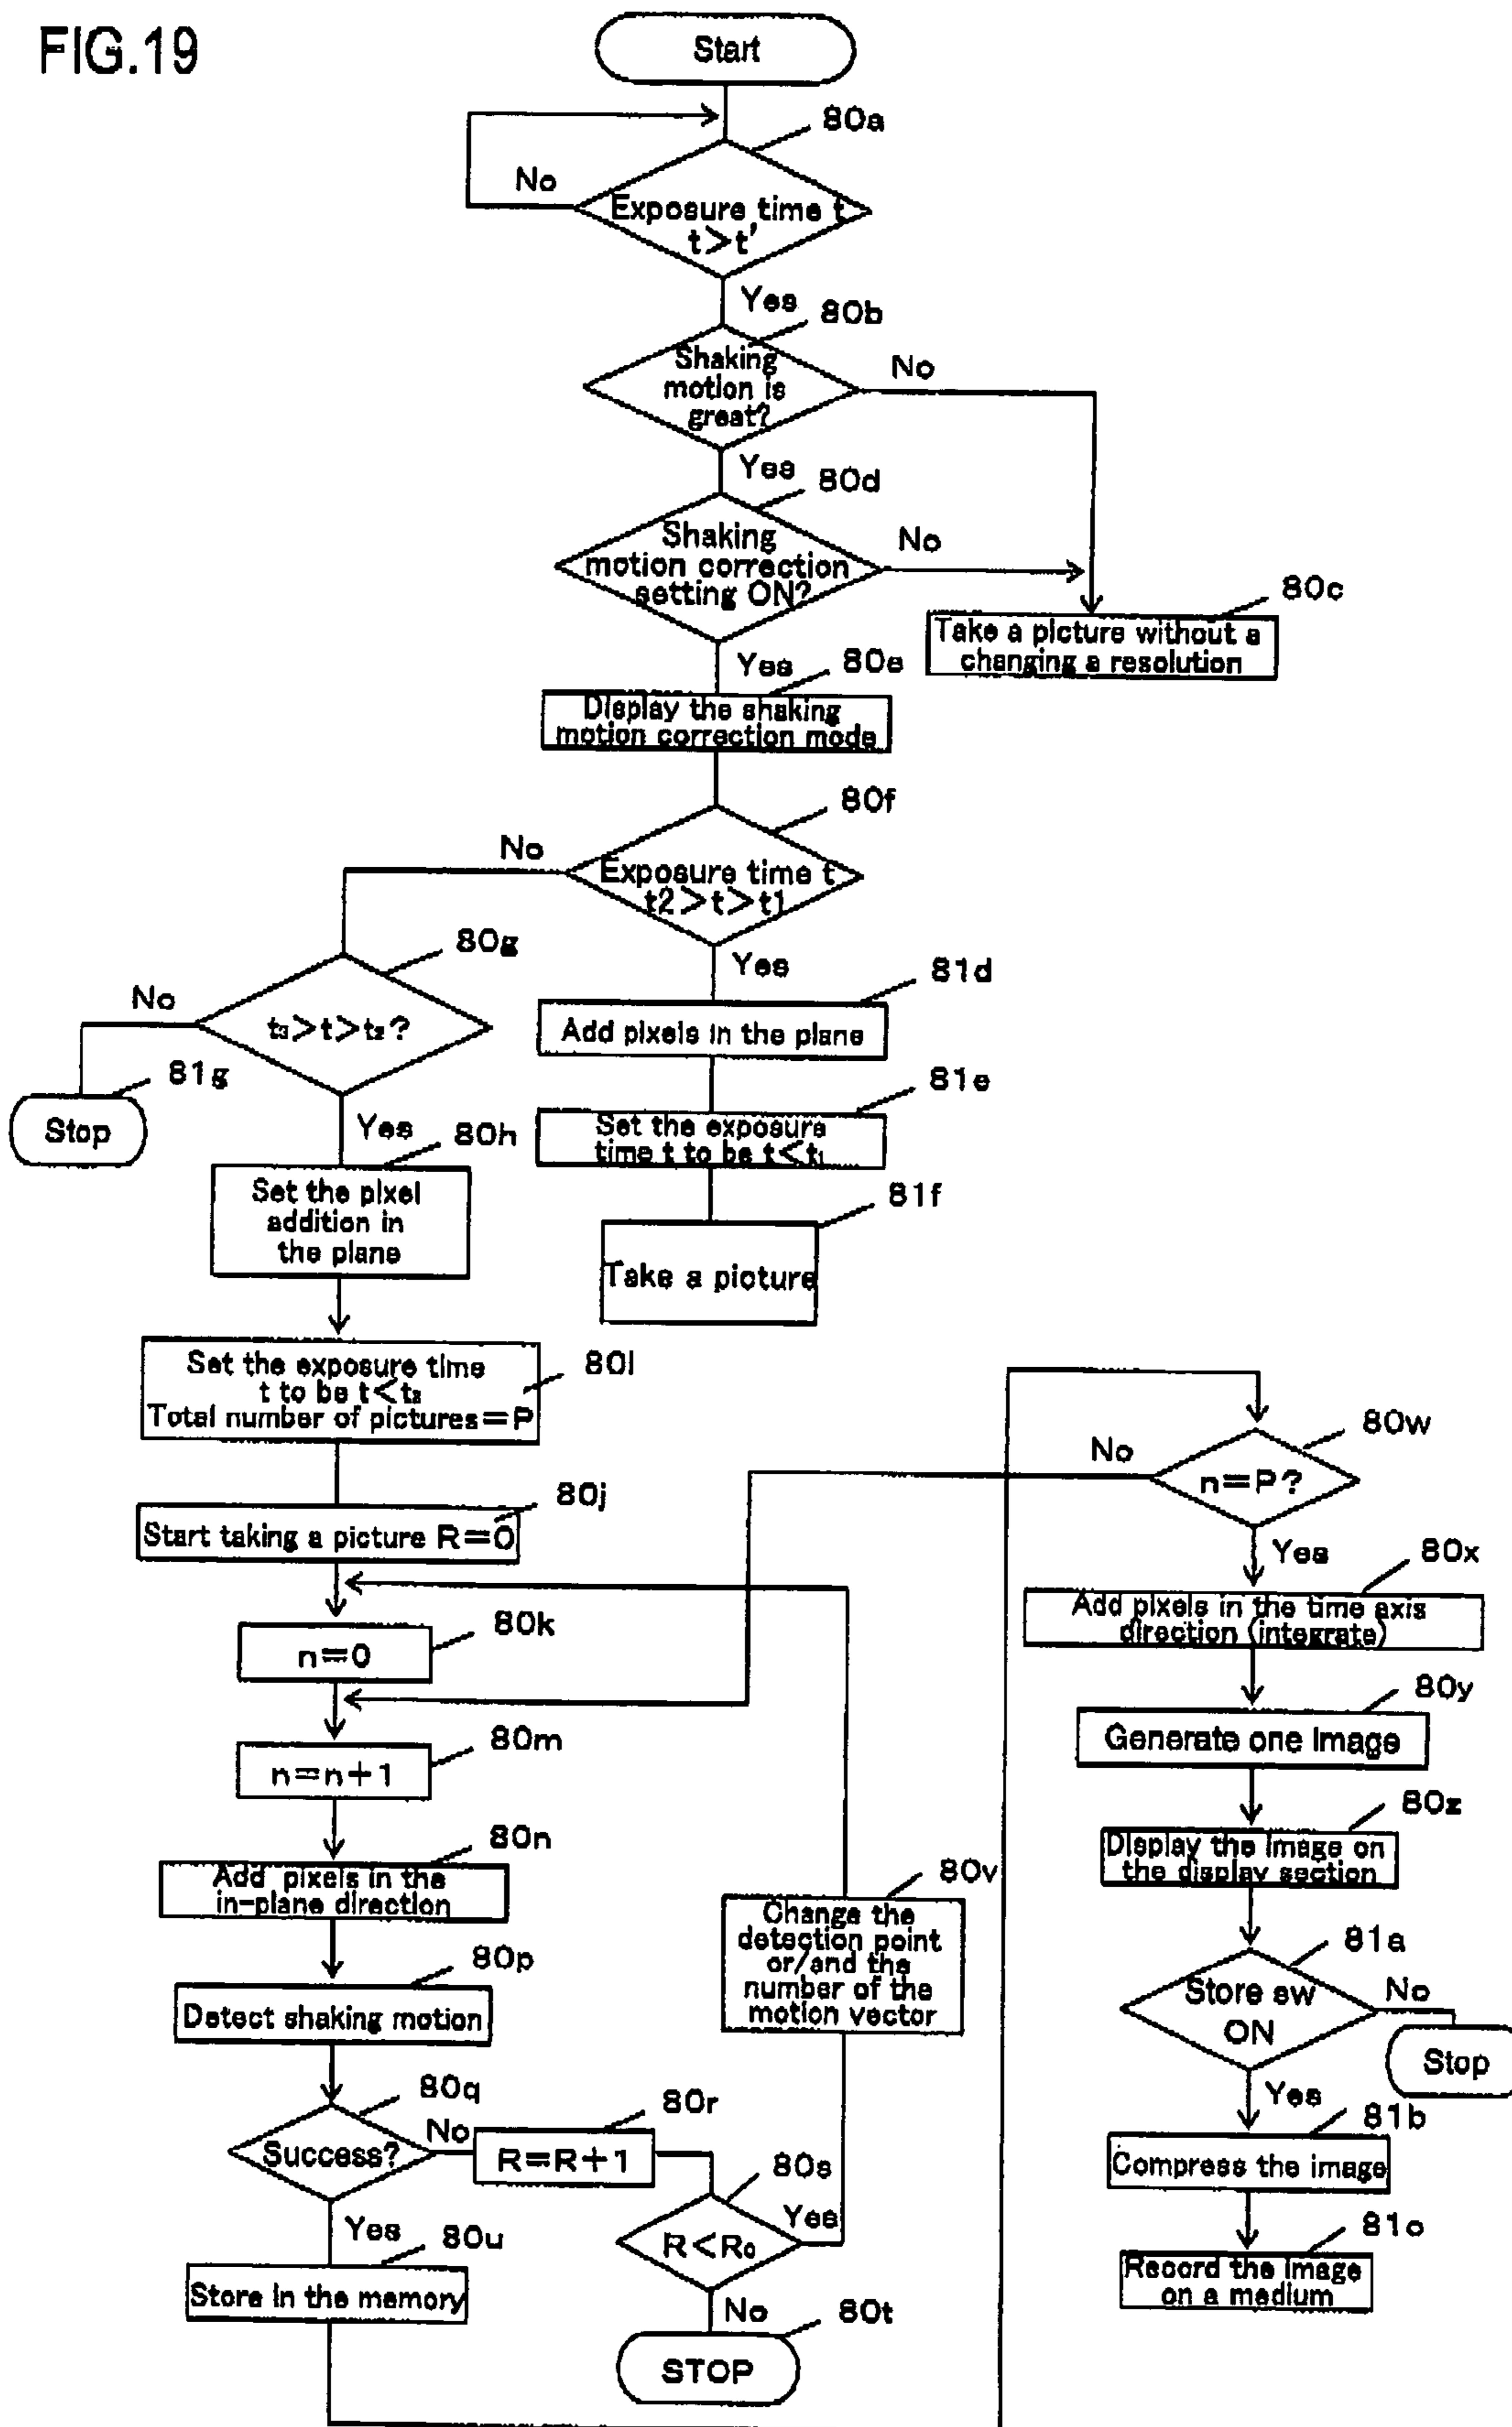 FIG.19
Start
80a
No
Exposure time t
t>t'
Yes
80b
Shaking
motion is
great?
No
Yes
80d
Shaking
motion correction
setting ON?
No
80c
Take a picture without a
changing a resolution
Yes
80e
Display the shaking
motion correction mode
80f
No
Exposure time t
t2>t>t1
Yes
80g
No
t3>t>t2?
81d
Add pixels in the plane
81g
Stop
Yes
80h
81e
Set the exposure
time t to be t<t1
Set the pixel
addition in
the plane
81f
Take a picture
Set the exposure time
t to be t<t2
Total number of pictures=P
80i
80j
Start taking a picture R=0
80k
n=0
80m
n=n+1
80n
Add pixels in the
in-plane direction
80p
Detect shaking motion
80q
Success?
No
80r
R=R+1
80s
R<R0
Yes
80v
Change the
detection point
or/and the
number of the
motion vector
No
80t
STOP
Yes
80u
Store in the memory
80w
No
n=P?
Yes
80x
Add pixels in the time axis
direction (integrate)
80y
Generate one image
80z
Display the image on
the display section
81a
Store sw
ON
No
Stop
Yes
81b
Compress the image
81c
Record the image
on a medium